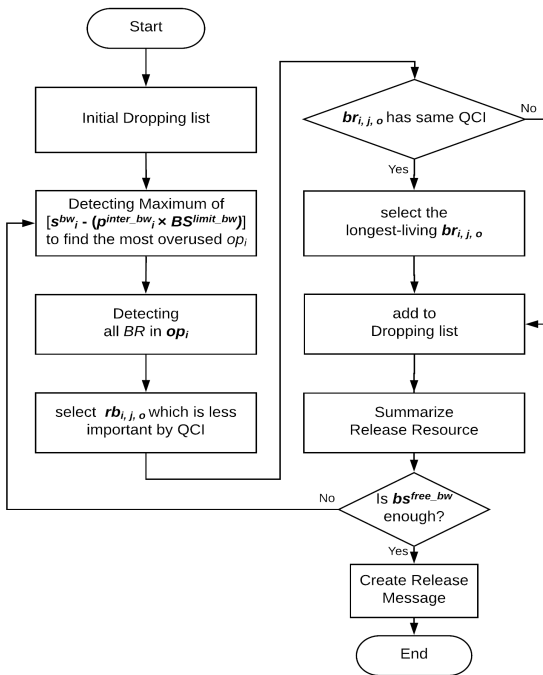 Start
Initial Dropping list
Detecting Maximum of
[s^bw_i - (p^inter_bw_i × BS^limit_bw)]
to find the most overused op_i
Detecting
all BR in op_i
select rb_i, j, o which is less
important by QCI
br_i, j, o has same QCI
No
Yes
select the
longest-living br_i, j, o
add to
Dropping list
Summarize
Release Resource
Is bs^free_bw
enough?
No
Yes
Create Release
Message
End